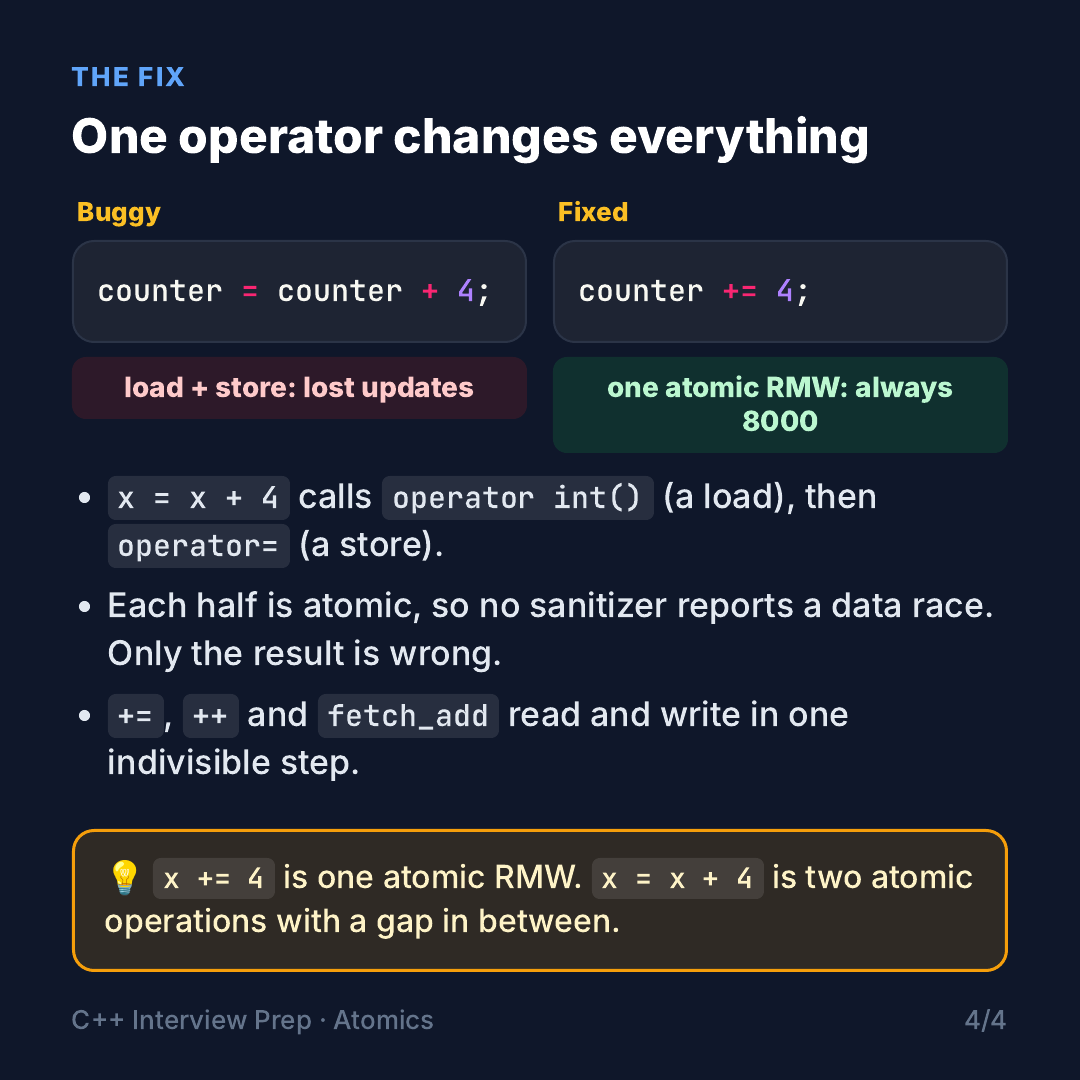 THE FIX
One operator changes everything
Buggy
Fixed
counter = counter + 4;
counter += 4;
load + store: lost updates
one atomic RMW: always
8000
• x = x + 4 calls operator int() (a load), then
operator= (a store).
• Each half is atomic, so no sanitizer reports a data race.
Only the result is wrong.
• +=, ++ and fetch_add read and write in one
indivisible step.
💡 x += 4 is one atomic RMW. x = x + 4 is two atomic
operations with a gap in between.
C++ Interview Prep · Atomics
4/4